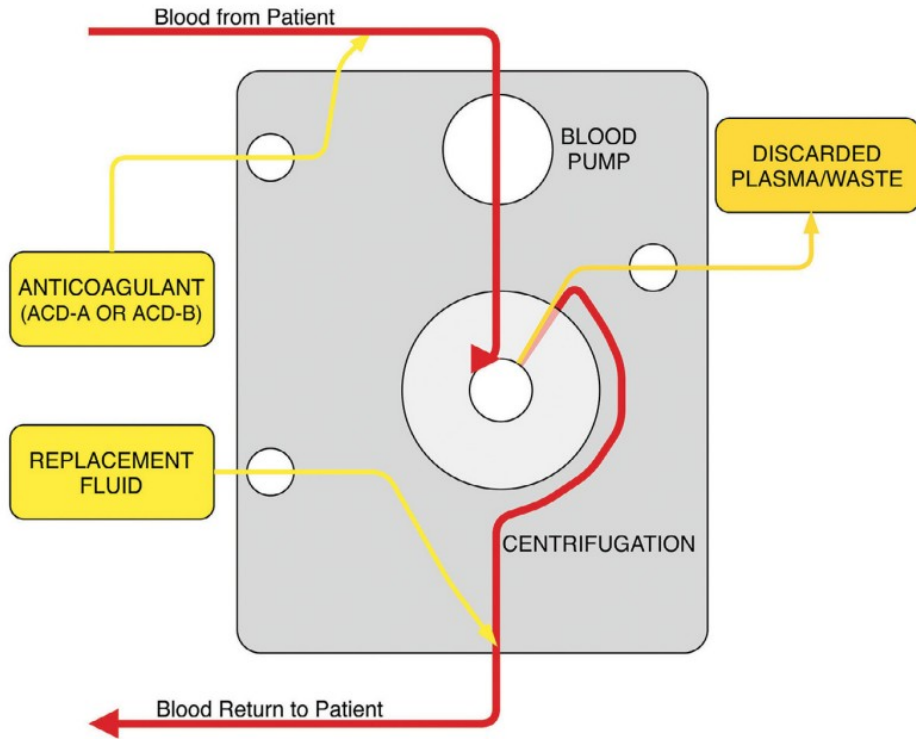 Blood from Patient
BLOOD
PUMP
DISCARDED
PLASMA/WASTE
ANTICOAGULANT
(ACD-A OR ACD-B)
REPLACEMENT
FLUID
CENTRIFUGATION
Blood Return to Patient